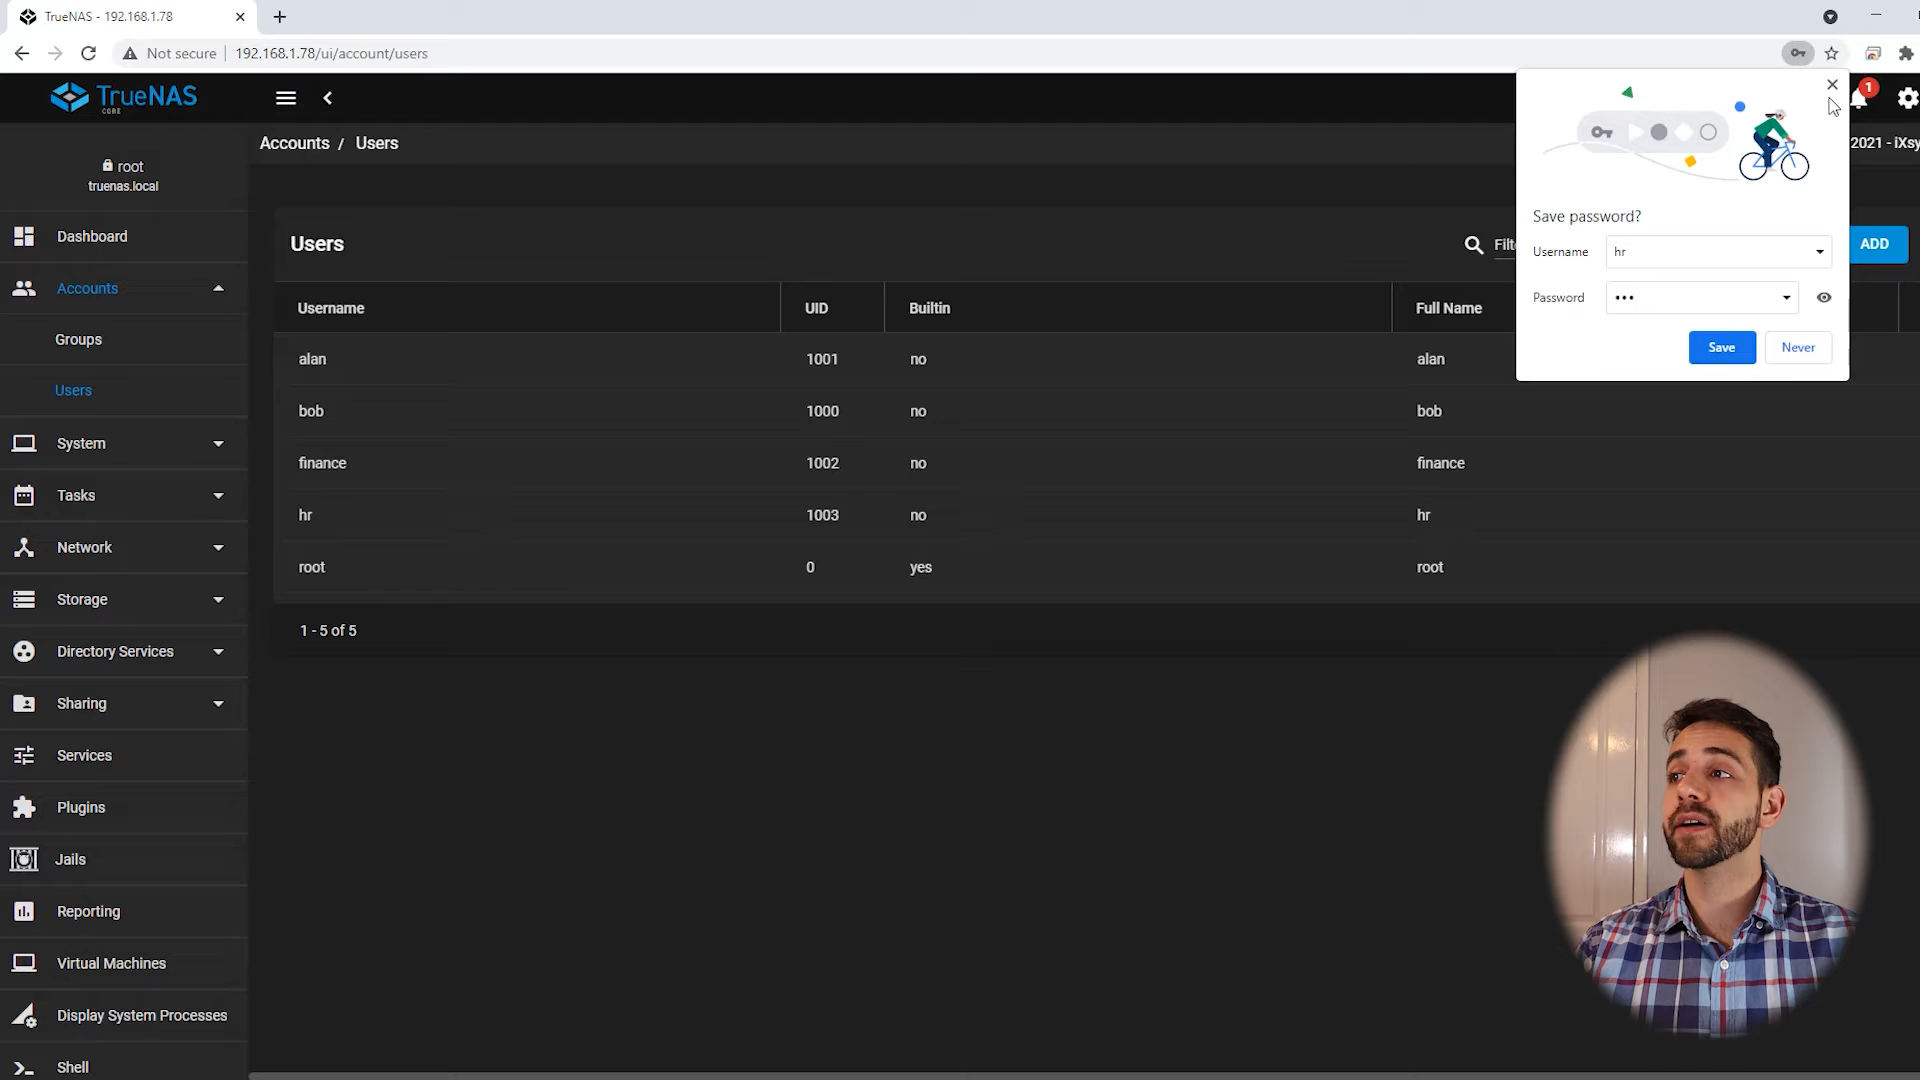 TrueNAS - 192.168.1.78
Not secure
192.168.1.78/ui/account/users
TrueNAS
CORE
1
Accounts / Users
2021 - iXsy
root
truenas.local
Dashboard
Accounts
Groups
Users
System
Tasks
Network
Storage
Directory Services
Sharing
Services
Plugins
Jails
Reporting
Virtual Machines
Display System Processes
Shell
Users
Filte
ADD
Username UID Builtin Full Name
alan 1001 no alan
bob 1000 no bob
finance 1002 no finance
hr 1003 no hr
root 0 yes root
1 - 5 of 5
Save password?
Username hr
Password •••
Save Never